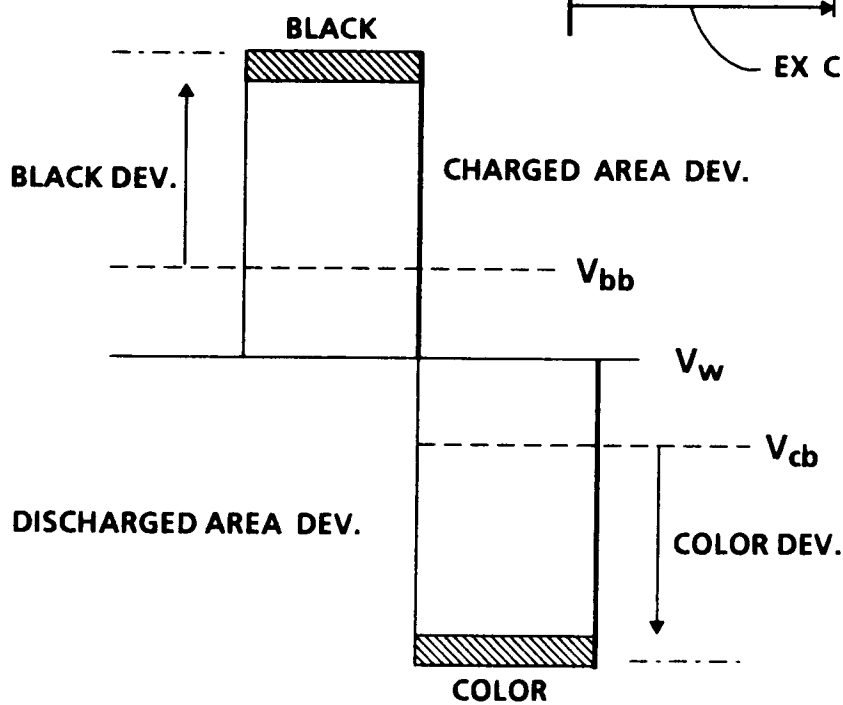 BLACK
EX C
BLACK DEV.
CHARGED AREA DEV.
Vbb
Vw
Vcb
DISCHARGED AREA DEV.
COLOR DEV.
COLOR